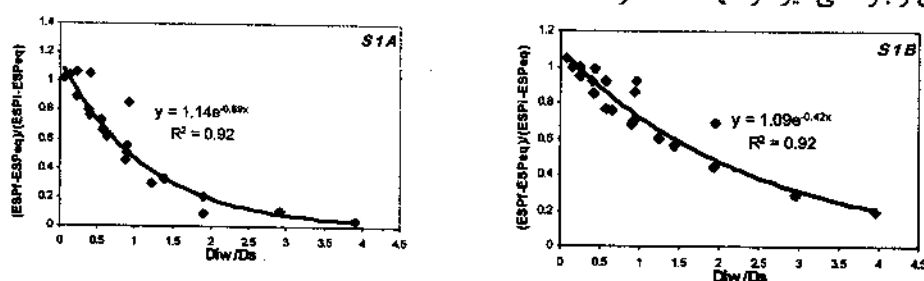 S1A
(ESPf-ESPeq)/(ESPi-ESPeq)
1.4
1.2
1
0.8
0.6
0.4
0.2
0
y = 1.14e^-0.89x
R² = 0.92
0 0.5 1 1.5 2 2.5 3 3.5 4 4.5
Diw/Ds
S1B
(ESPf-ESPeq)/(ESPi-ESPeq)
1.2
1
0.8
0.6
0.4
0.2
0
y = 1.09e^-0.42x
R² = 0.92
0 0.5 1 1.5 2 2.5 3 3.5 4 4.5
Diw/Ds